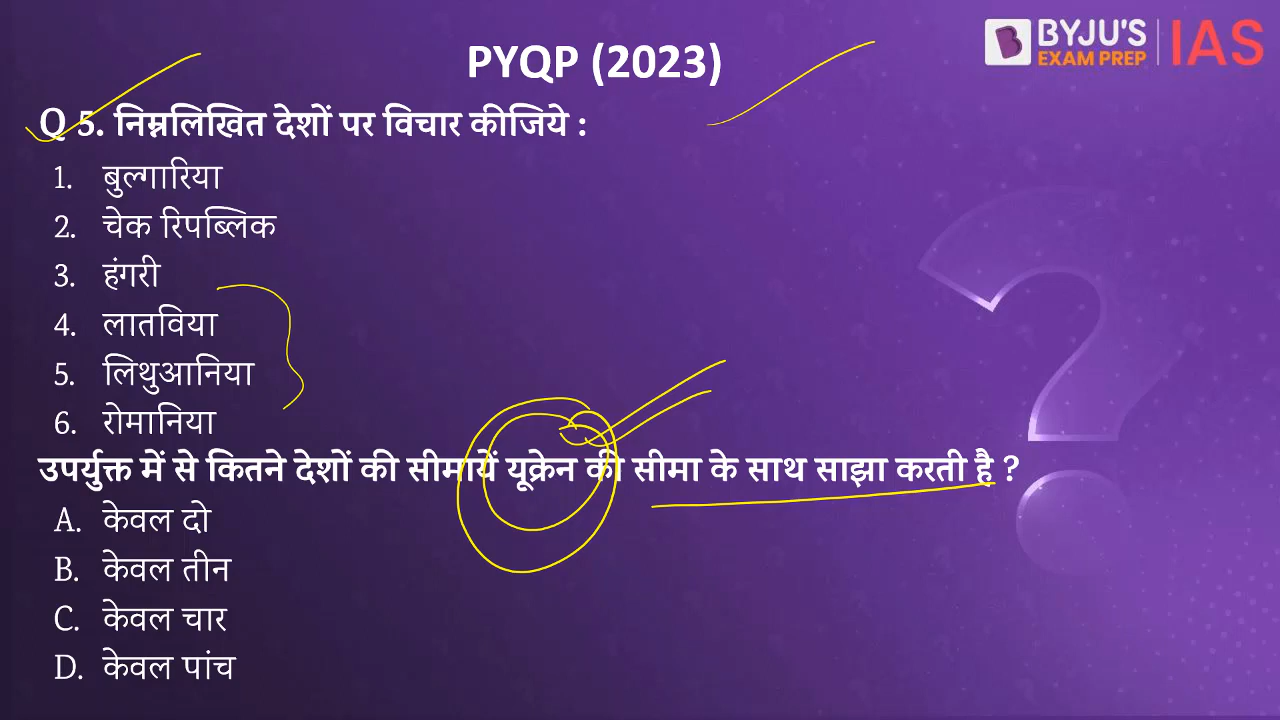 PYQP (2023)
BYJU'S
EXAM PREP
IAS
Q 5. निम्नलिखित देशों पर विचार कीजिये :
1. बुल्गारिया
2. चेक रिपब्लिक
3. हंगरी
4. लातविया
5. लिथुआनिया
6. रोमानिया
उपर्युक्त में से कितने देशों की सीमायें यूक्रेन की सीमा के साथ साझा करती है ?
A. केवल दो
B. केवल तीन
C. केवल चार
D. केवल पांच